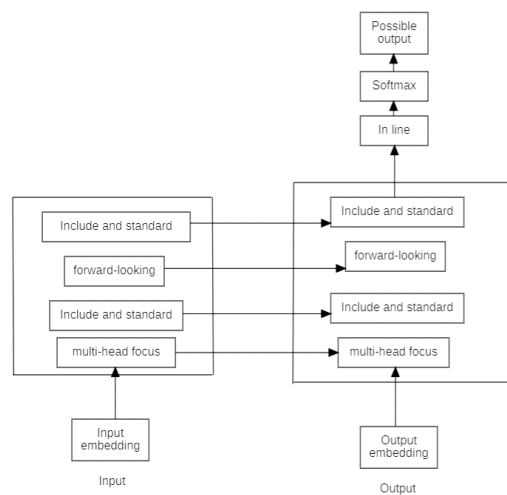 Possible
output
Softmax
In line
Include and standard
Include and standard
forward-looking
forward-looking
Include and standard
Include and standard
multi-head focus
multi-head focus
Input
embedding
Output
embedding
Input
Output